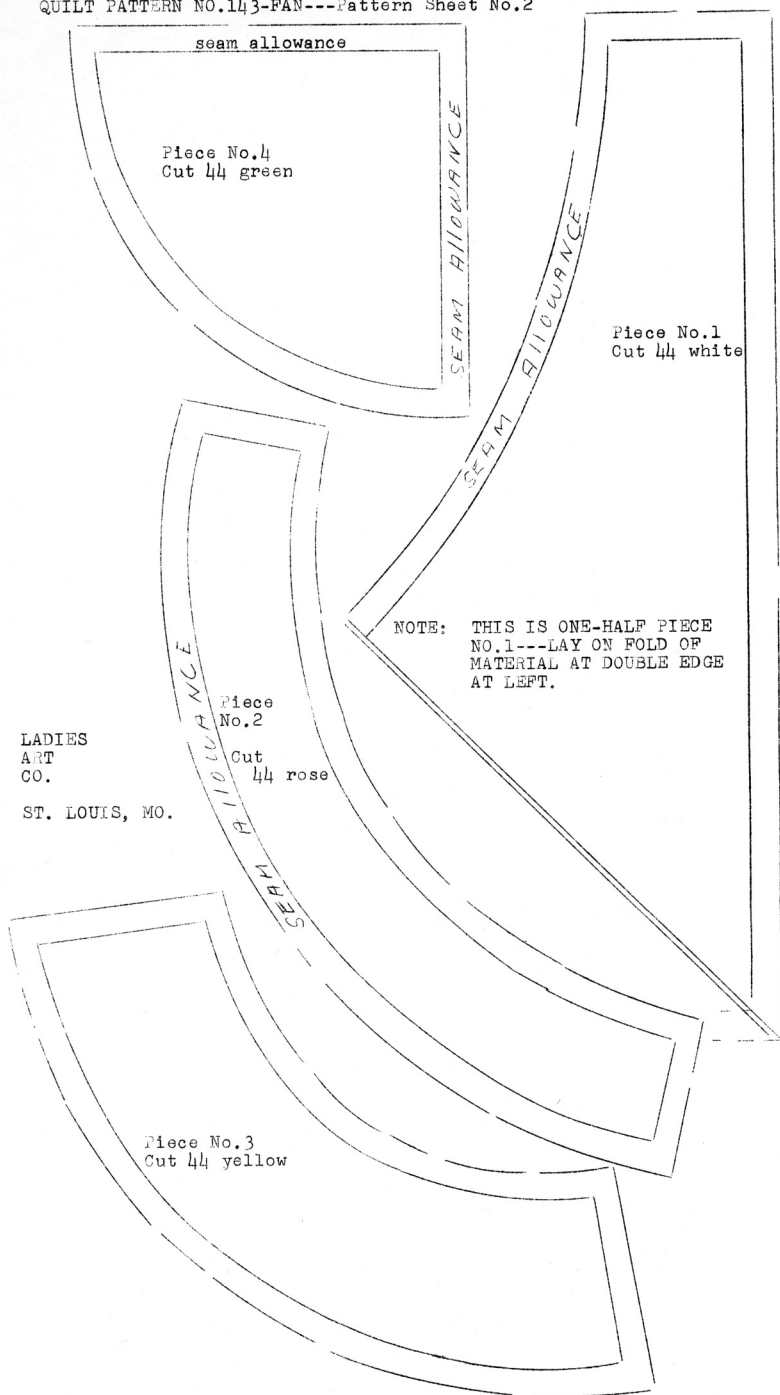 QUILT PATTERN NO.143-FAN---Pattern Sheet No.2
seam allowance
Piece No.4
Cut 44 green
SEAM AllOWANCE
SEAM AllOWANCE
Piece No.1
Cut 44 white
NOTE: THIS IS ONE-HALF PIECE
NO.1---LAY ON FOLD OF
MATERIAL AT DOUBLE EDGE
AT LEFT.
SEAM AllOWANCE
Piece
No.2
Cut
44 rose
LADIES
ART
CO.
ST. LOUIS, MO.
Piece No.3
Cut 44 yellow